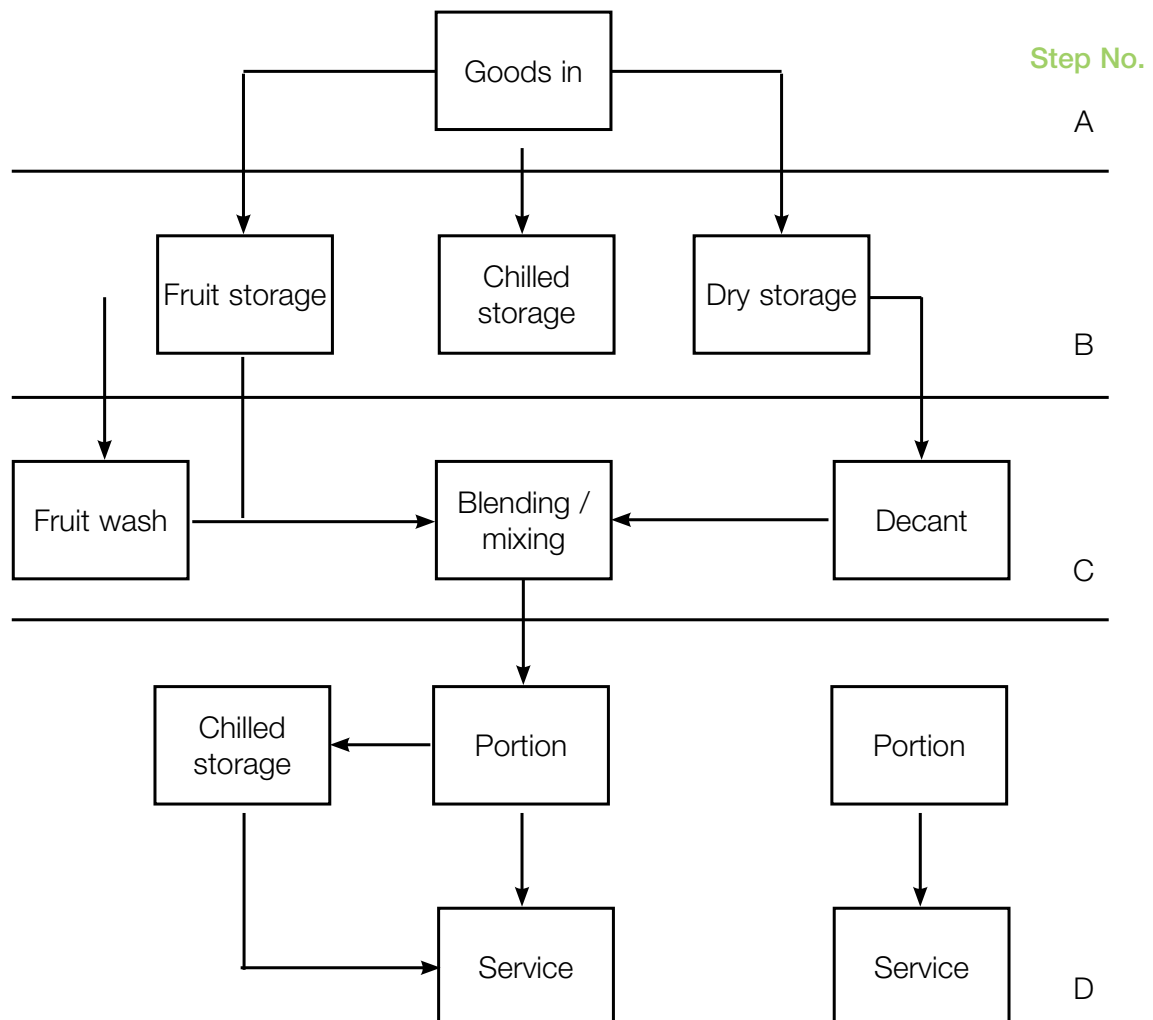 Goods in
Step No.
A
Fruit storage
Chilled
storage
Dry storage
B
Fruit wash
Blending /
mixing
Decant
C
Chilled
storage
Portion
Portion
Service
Service
D